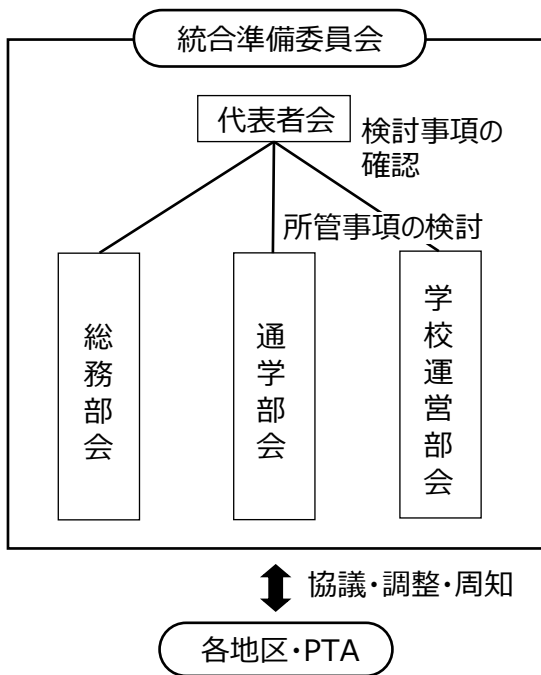 統合準備委員会
代表者会
検討事項の
確認
所管事項の検討
総務部会
通学部会
学校運営部会
協議・調整・周知
各地区・PTA